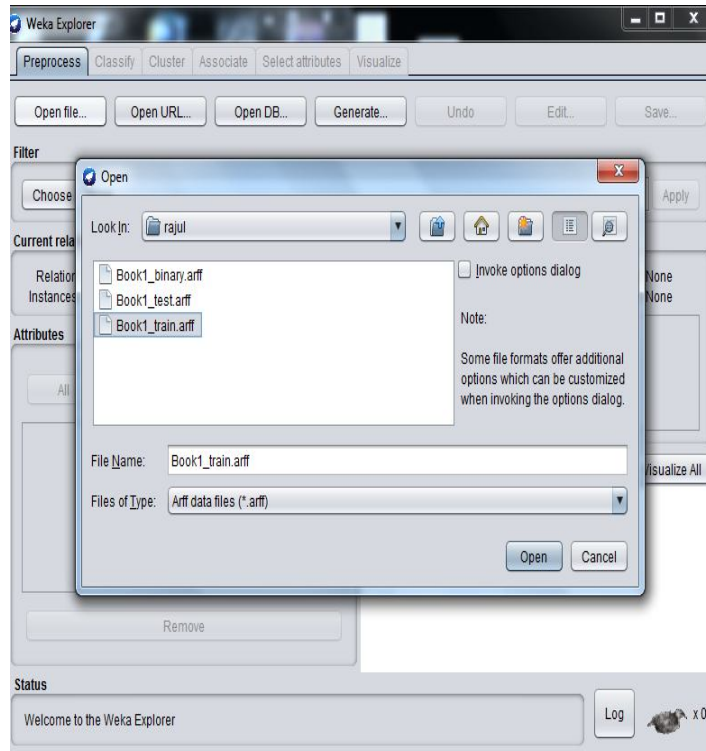 Weka Explorer
Preprocess Classify Cluster Associate Select attributes Visualize
Open file... Open URL... Open DB... Generate... Undo Edit... Save...
Filter
Choose Apply
Open
Look In: rajul
Book1_binary.arff
Book1_test.arff
Book1_train.arff
Invoke options dialog
Note:
Some file formats offer additional
options which can be customized
when invoking the options dialog.
File Name: Book1_train.arff
Files of Type: Arff data files (*.arff)
Open Cancel
Current rela
Relation None
Instances None
Attributes
All
Visualize All
Remove
Status
Welcome to the Weka Explorer
Log x 0